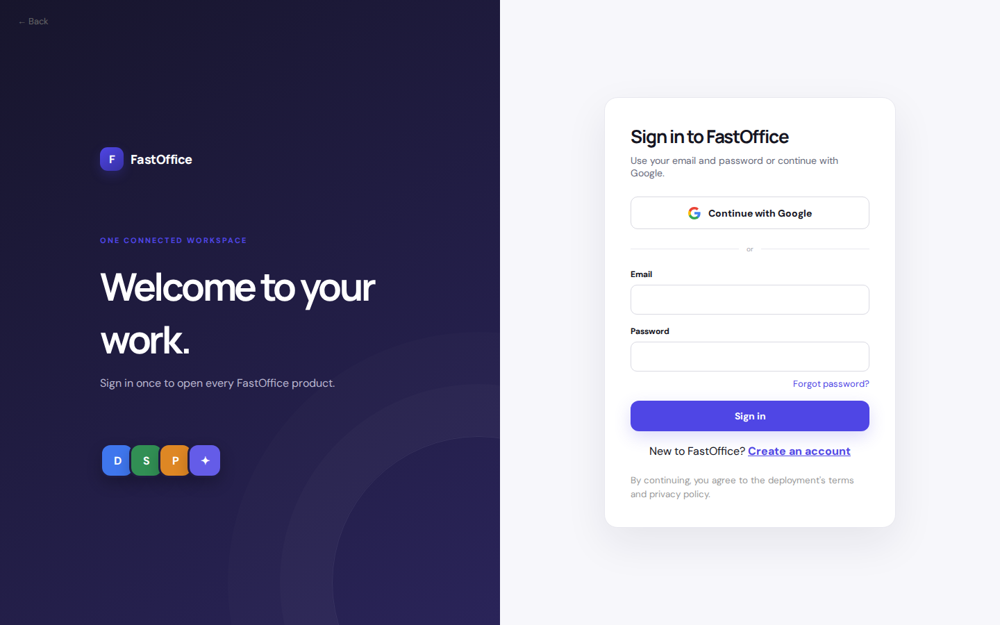 ← Back
F FastOffice
ONE CONNECTED WORKSPACE
Welcome to your
work.
Sign in once to open every FastOffice product.
D S P ✦
Sign in to FastOffice
Use your email and password or continue with
Google.
Continue with Google
or
Email
Password
Forgot password?
Sign in
New to FastOffice? Create an account
By continuing, you agree to the deployment's terms
and privacy policy.